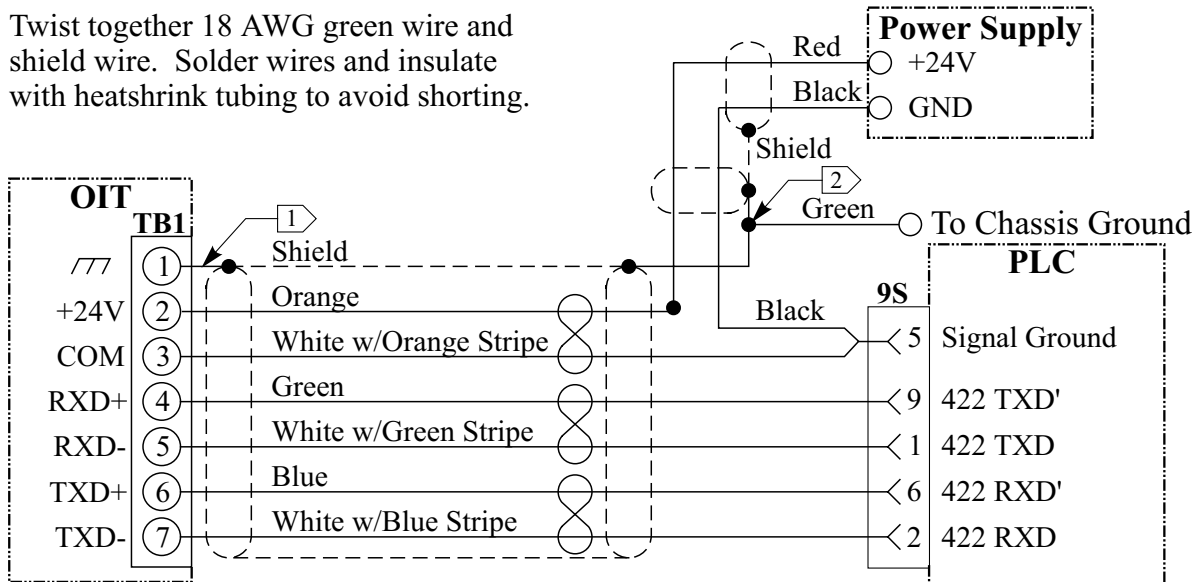 Twist together 18 AWG green wire and
shield wire. Solder wires and insulate
with heatshrink tubing to avoid shorting.
Power Supply
Red
+24V
Black
GND
Shield
2
Green
To Chassis Ground
OIT
TB1
1
Shield
PLC
9S
1
+24V
2
Orange
Black
COM
3
White w/Orange Stripe
5
Signal Ground
RXD+
4
Green
9
422 TXD'
RXD-
5
White w/Green Stripe
1
422 TXD
TXD+
6
Blue
6
422 RXD'
TXD-
7
White w/Blue Stripe
2
422 RXD